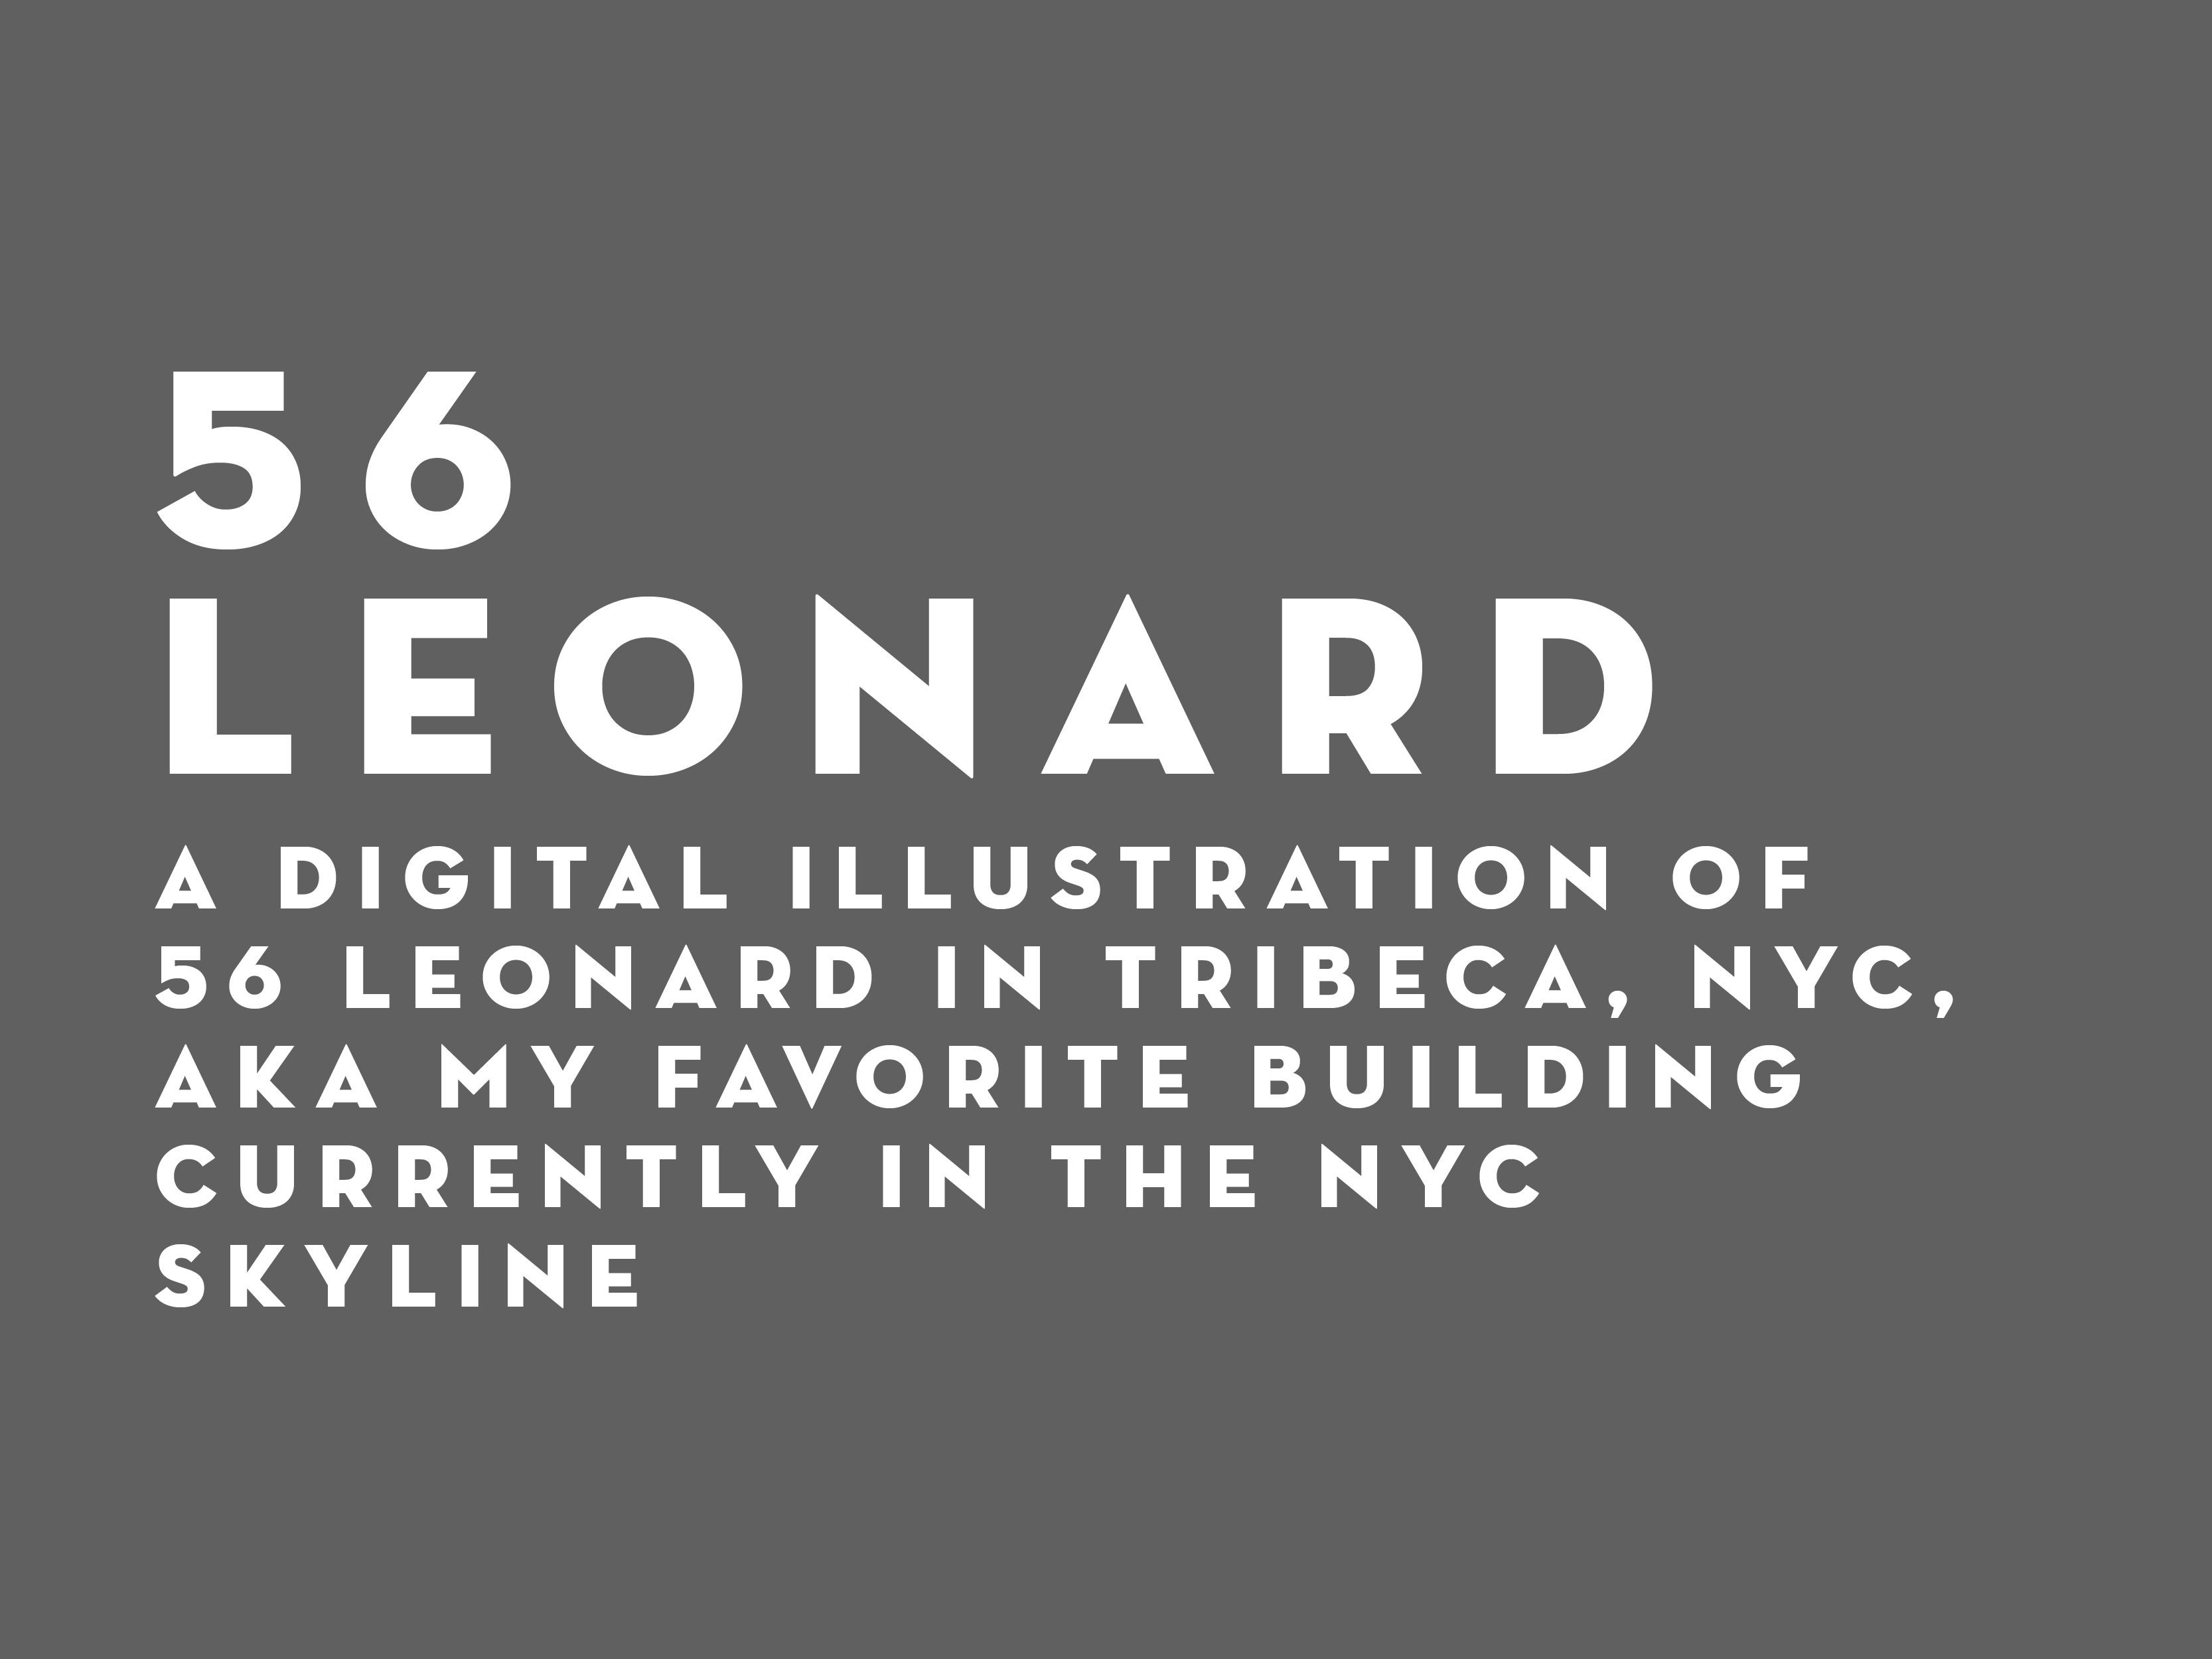 56
LEONARD
A DIGITAL ILLUSTRATION OF
56 LEONARD IN TRIBECA, NYC,
AKA MY FAVORITE BUILDING
CURRENTLY IN THE NYC
SKYLINE